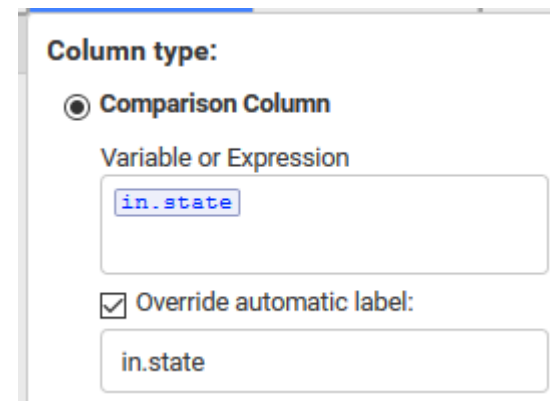 Column type:
Comparison Column
Variable or Expression
in.state
Override automatic label:
in.state